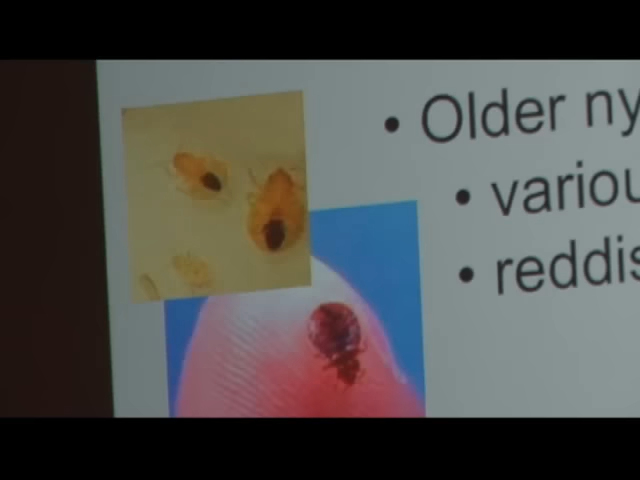 • Older ny
• variou
• reddis